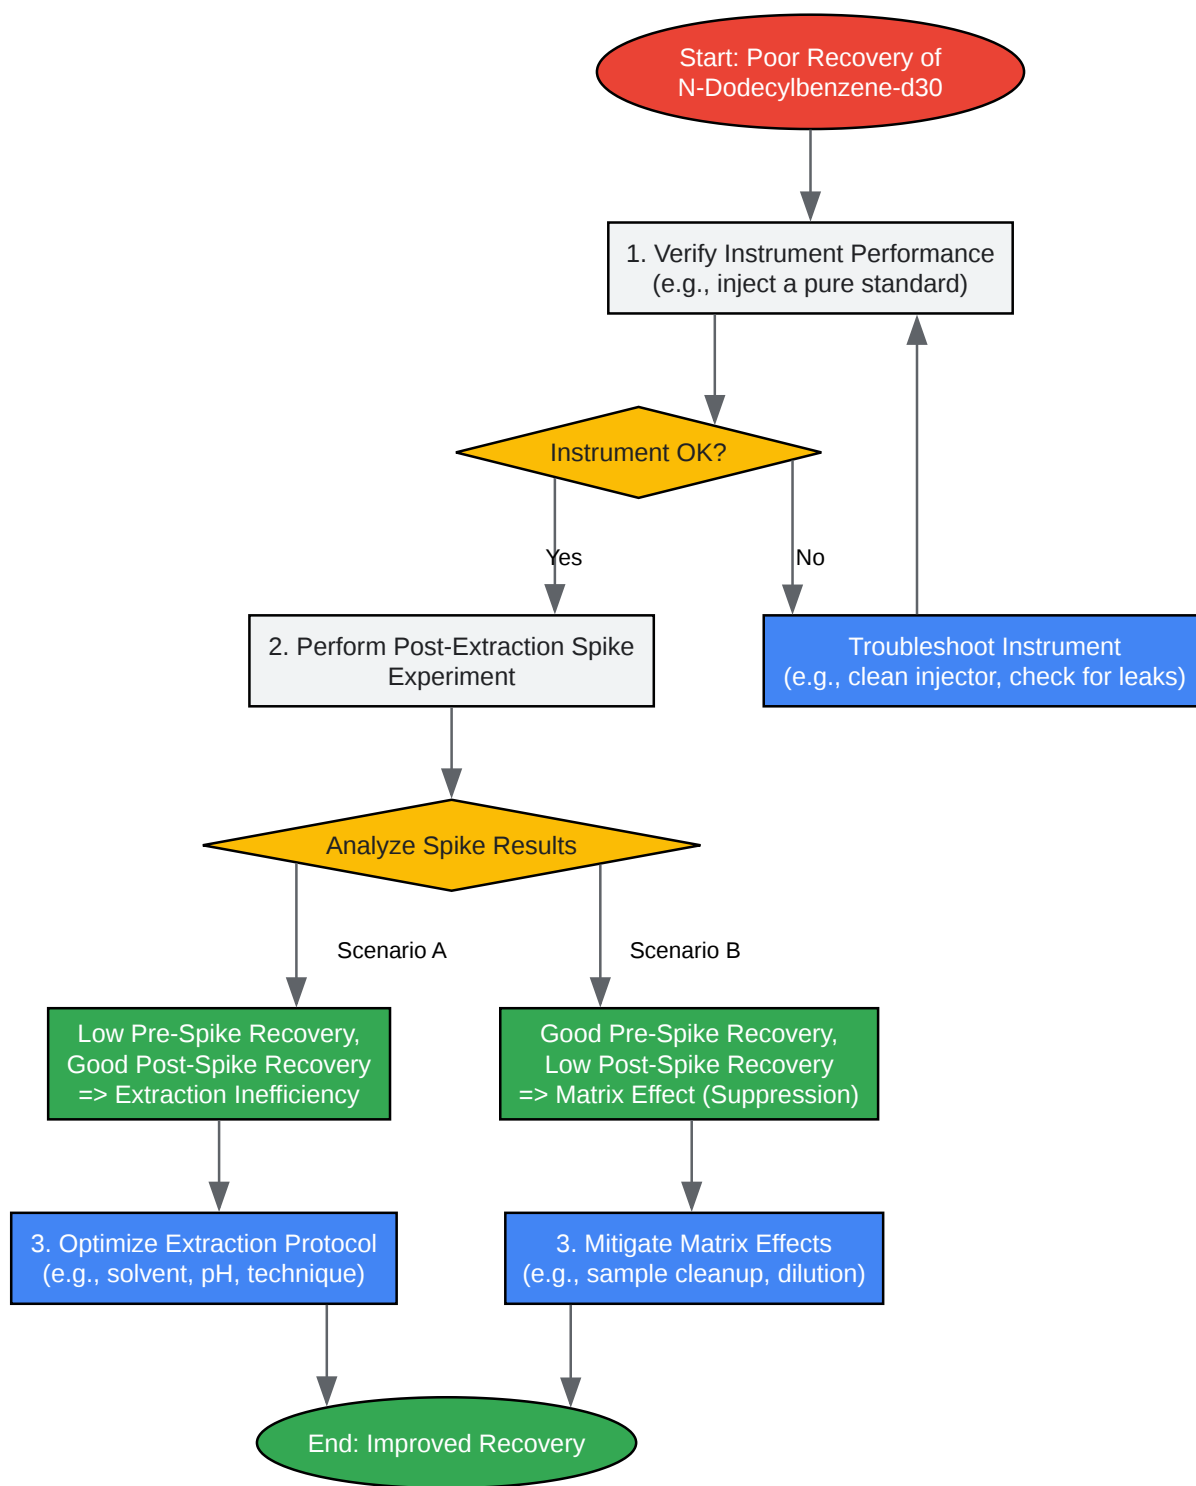 Start: Poor Recovery of
N-Dodecylbenzene-d30
1. Verify Instrument Performance
(e.g., inject a pure standard)
Instrument OK?
Yes
No
2. Perform Post-Extraction Spike
Experiment
Troubleshoot Instrument
(e.g., clean injector, check for leaks)
Analyze Spike Results
Scenario A
Scenario B
Low Pre-Spike Recovery,
Good Post-Spike Recovery
=> Extraction Inefficiency
Good Pre-Spike Recovery,
Low Post-Spike Recovery
=> Matrix Effect (Suppression)
3. Optimize Extraction Protocol
(e.g., solvent, pH, technique)
3. Mitigate Matrix Effects
(e.g., sample cleanup, dilution)
End: Improved Recovery